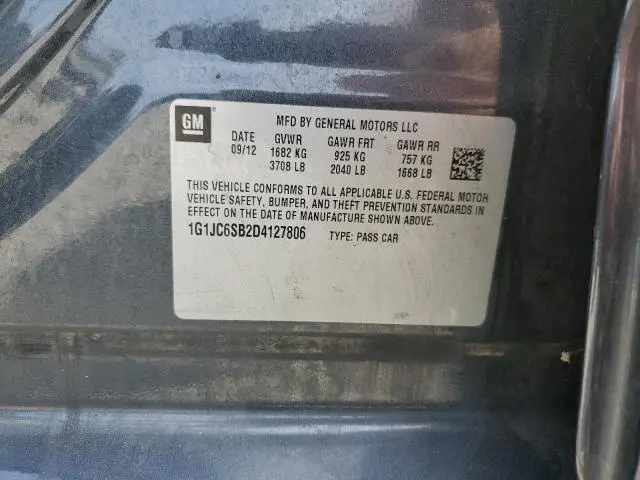 GM ®
MFD BY GENERAL MOTORS LLC
DATE GVWR GAWR FRT GAWR RR
09/12 1682 KG 925 KG 757 KG
3708 LB 2040 LB 1668 LB
THIS VEHICLE CONFORMS TO ALL APPLICABLE U.S. FEDERAL MOTOR
VEHICLE SAFETY, BUMPER, AND THEFT PREVENTION STANDARDS IN
EFFECT ON THE DATE OF MANUFACTURE SHOWN ABOVE.
1G1JC6SB2D4127806 TYPE: PASS CAR